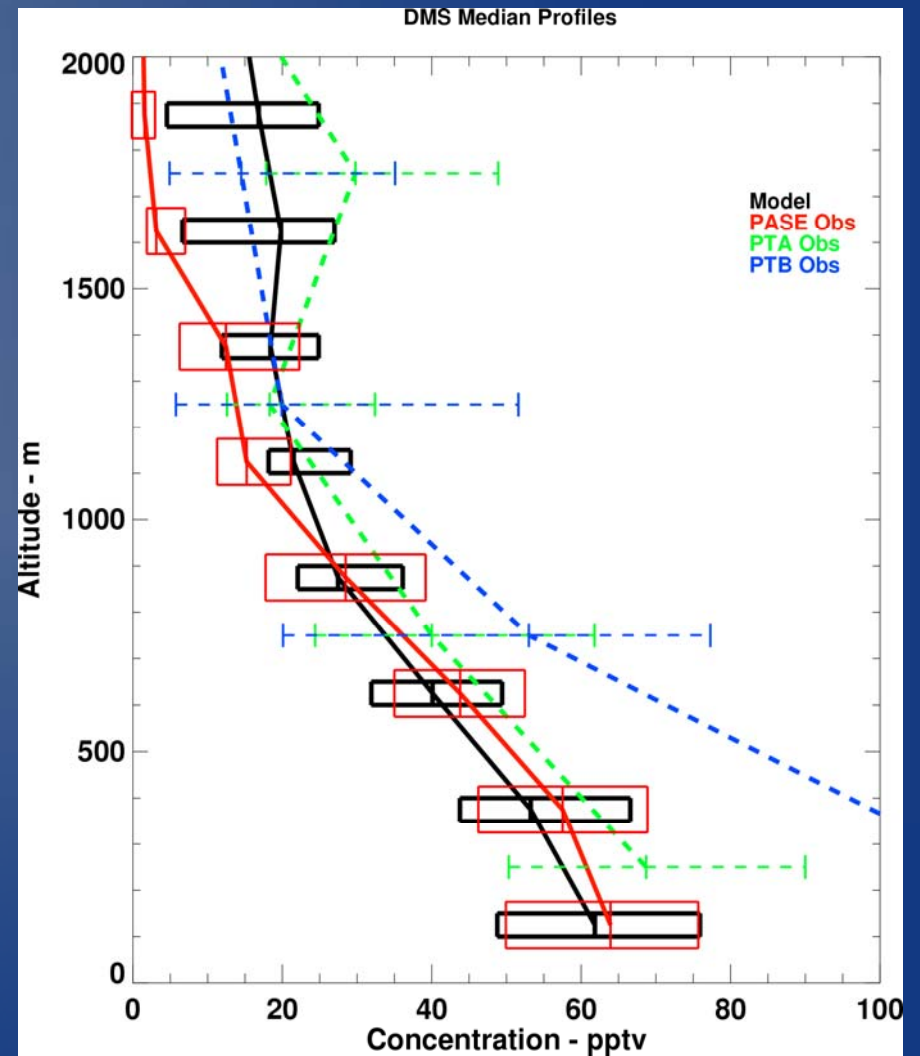 DMS Median Profiles
2000
1500
1000
500
0
Altitude - m
Model
PASE Obs
PTA Obs
PTB Obs
0 20 40 60 80 100
Concentration - pptv